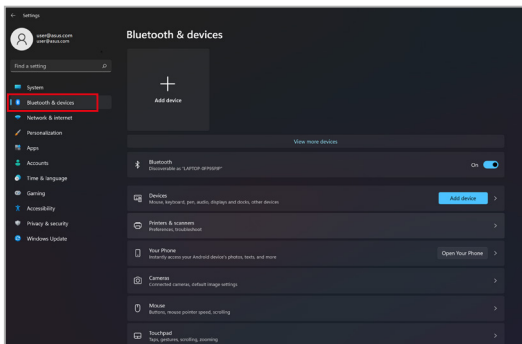 Settings
user@asus.com
user@asus.com
Find a setting
System
Bluetooth & devices
Network & internet
Personalization
Apps
Accounts
Time & language
Gaming
Accessibility
Privacy & security
Windows Update
Bluetooth & devices
Add device
View more devices
Bluetooth
Discoverable as
On
Devices
Mouse, keyboard, pen, audio, displays and docks, other devices
Add device
Printers & scanners
Preferences, troubleshoot
Your Phone
Instantly access your Android device's photos, texts, and more
Open Your Phone
Cameras
Connected cameras, default image settings
Mouse
Buttons, mouse pointer speed, scrolling
Touchpad
Taps, gestures, scrolling, zooming